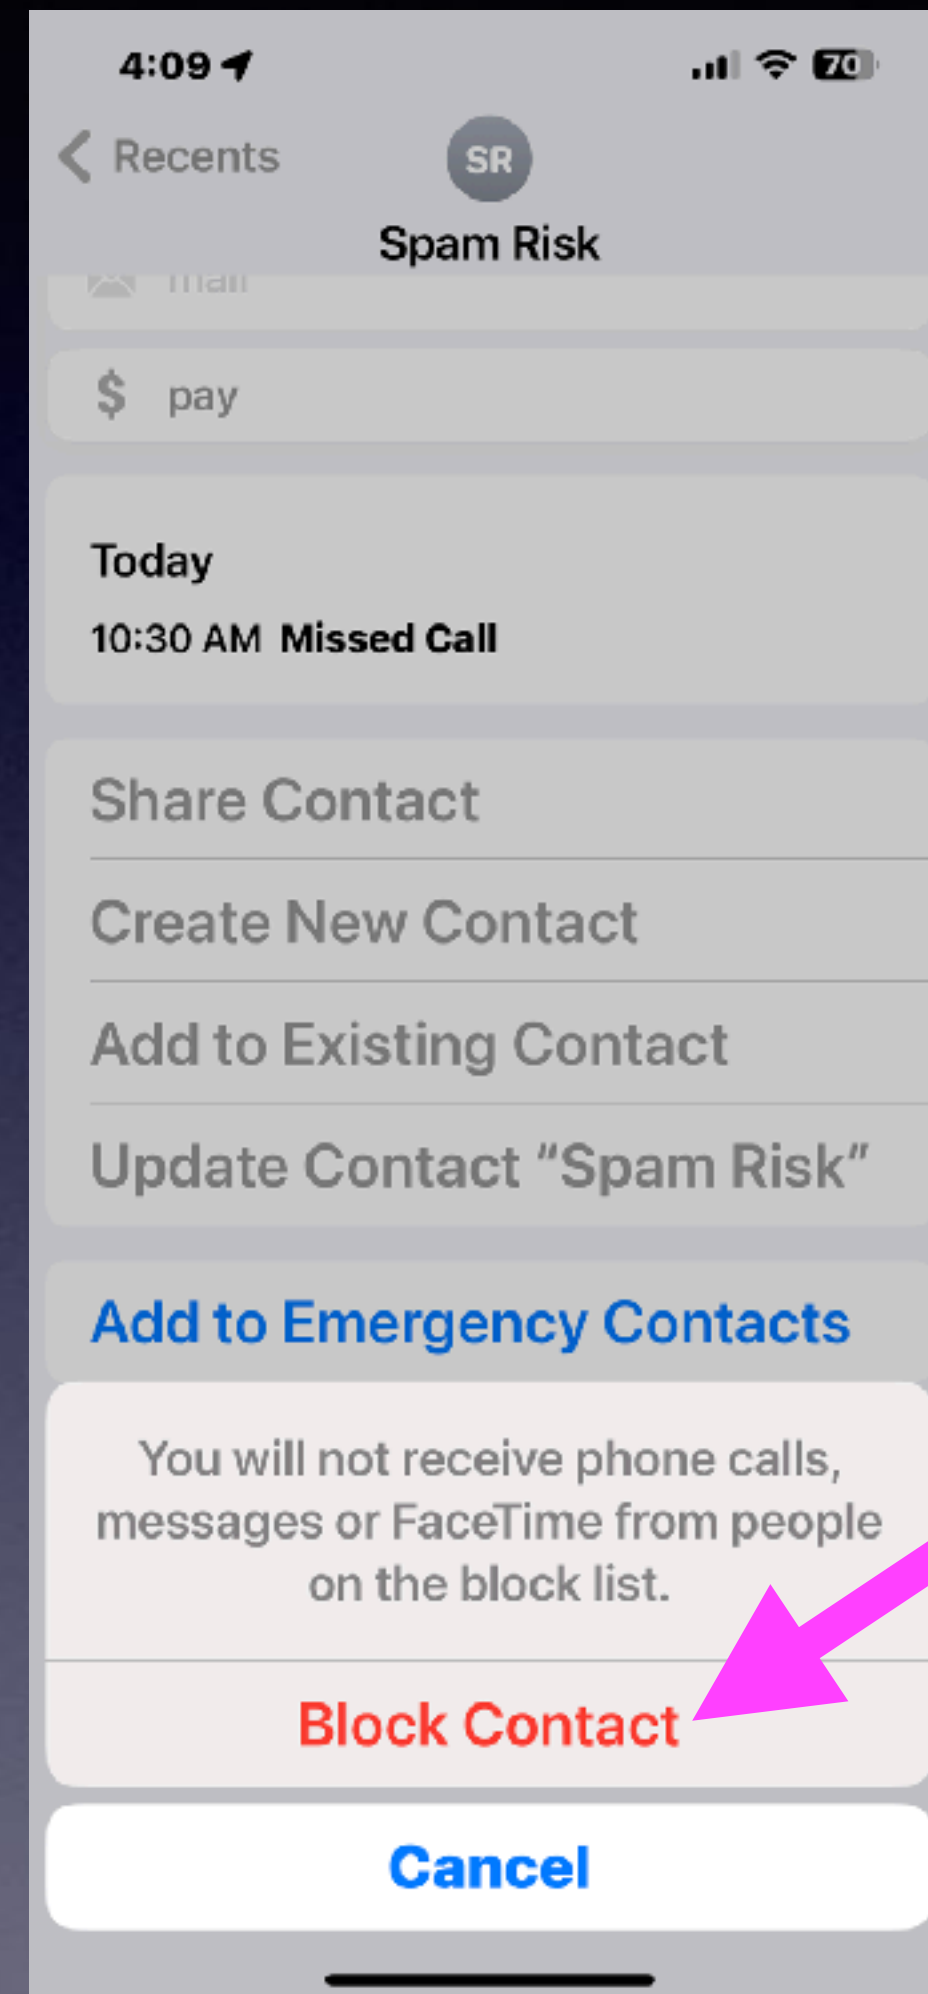 4:09
70
Recents
SR
Spam Risk
mail
$ pay
Today
10:30 AM Missed Call
Share Contact
Create New Contact
Add to Existing Contact
Update Contact “Spam Risk”
Add to Emergency Contacts
You will not receive phone calls,
messages or FaceTime from people
on the block list.
Block Contact
Cancel